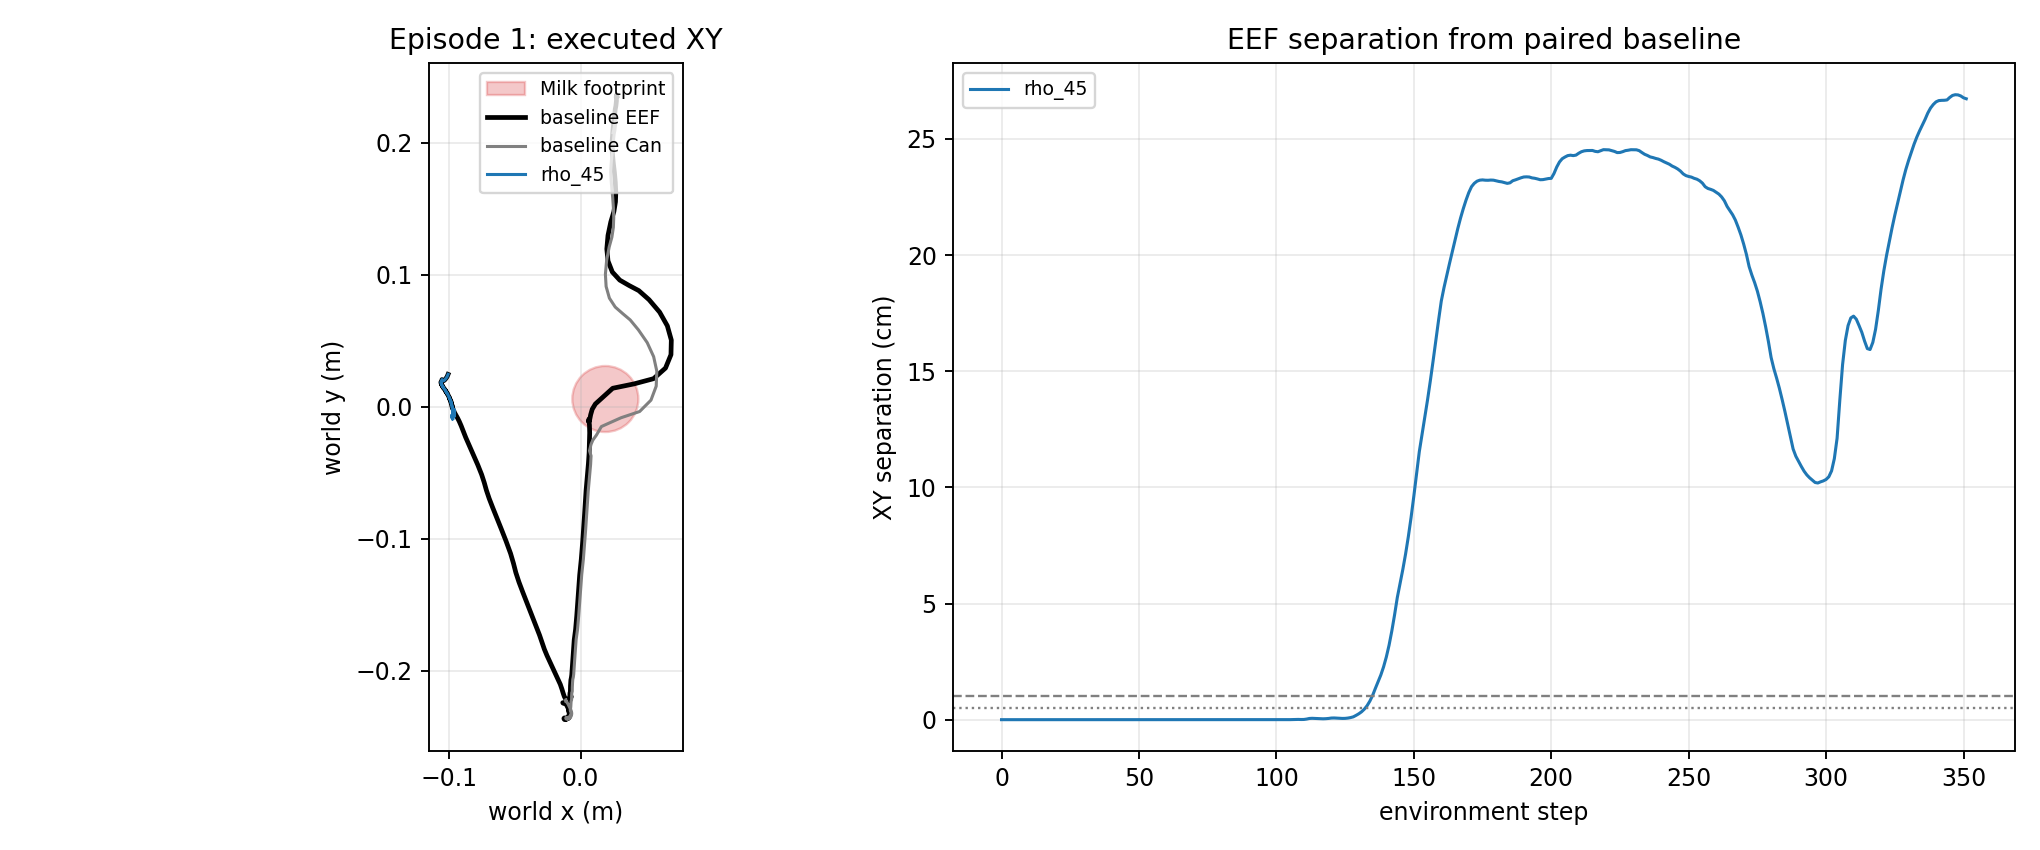 Episode 1: executed XY
Milk footprint
baseline EEF
baseline Can
rho_45
world y (m)
0.2
0.1
0.0
−0.1
−0.2
−0.1
0.0
world x (m)
EEF separation from paired baseline
rho_45
XY separation (cm)
25
20
15
10
5
0
0
50
100
150
200
250
300
350
environment step